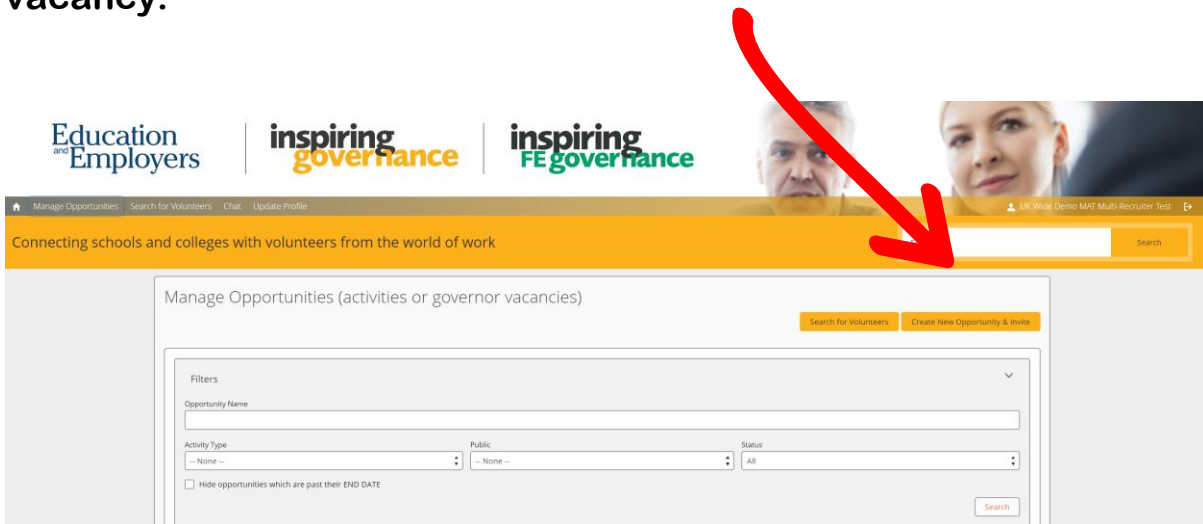 vacancy.
Education
and Employers
inspiring
governance
inspiring
FE governance
Manage Opportunities Search for Volunteers Chat Update Profile
UK Wide Demo MAT Multi-Recruiter Test
Connecting schools and colleges with volunteers from the world of work
Search
Manage Opportunities (activities or governor vacancies)
Search for Volunteers Create New Opportunity & Invite
Filters
Opportunity Name
Activity Type Public Status
-- None -- -- None -- All
Hide opportunities which are past their END DATE
Search